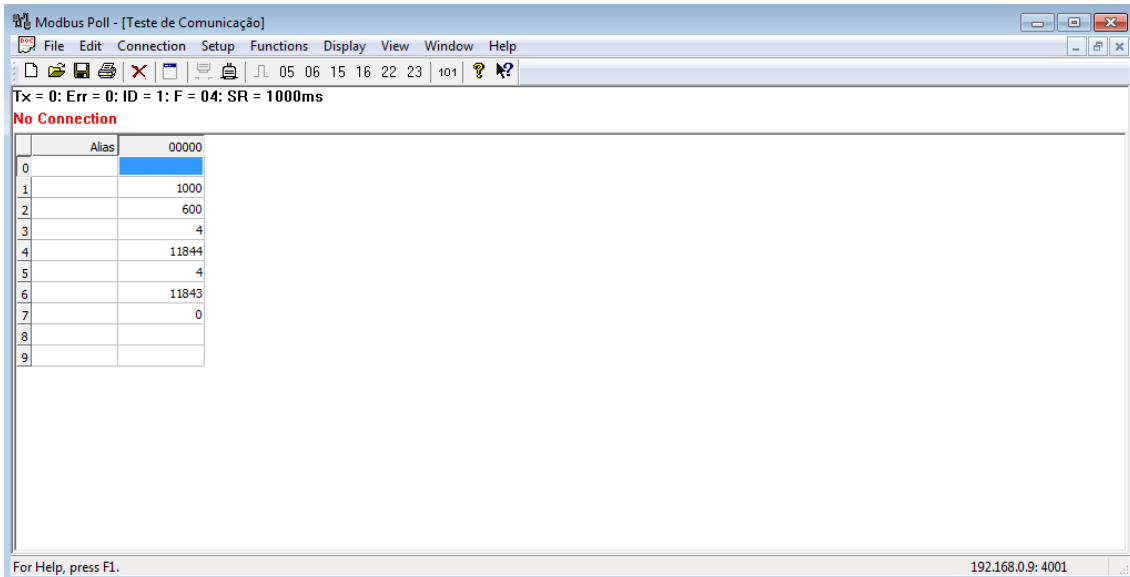 Modbus Poll - [Teste de Comunicação]
File Edit Connection Setup Functions Display View Window Help
05 06 15 16 22 23 101
Tx = 0: Err = 0: ID = 1: F = 04: SR = 1000ms
No Connection
Alias 00000
0
1 1000
2 600
3 4
4 11844
5 4
6 11843
7 0
8
9
For Help, press F1. 192.168.0.9: 4001